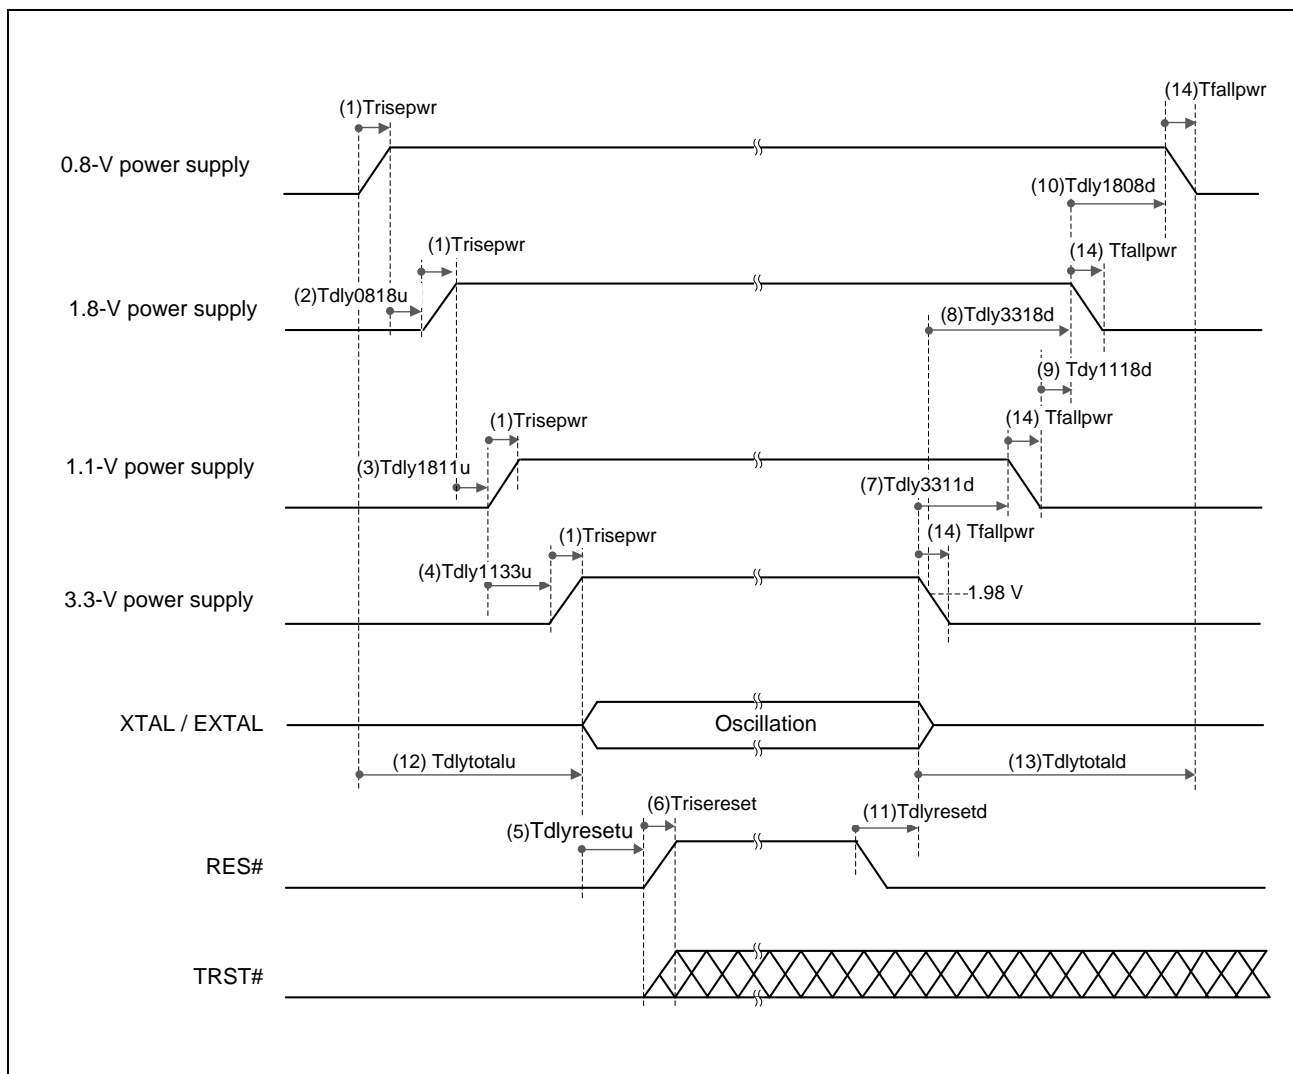 (14)Tfallpwr
(1)Trisepwr
0.8-V power supply
(10)Tdly1808d
(1)Trisepwr
(14) Tfallpwr
(2)Tdly0818u
1.8-V power supply
(8)Tdly3318d
(9) Tdy1118d
(1)Trisepwr
(14) Tfallpwr
1.1-V power supply
(3)Tdly1811u
(7)Tdly3311d
(1)Trisepwr
(14) Tfallpwr
(4)Tdly1133u
3.3-V power supply
1.98 V
XTAL / EXTAL
Oscillation
(12) Tdlytotalu
(13)Tdlytotald
(6)Trisereset
(11)Tdlyresetd
(5)Tdlyresetu
RES#
TRST#